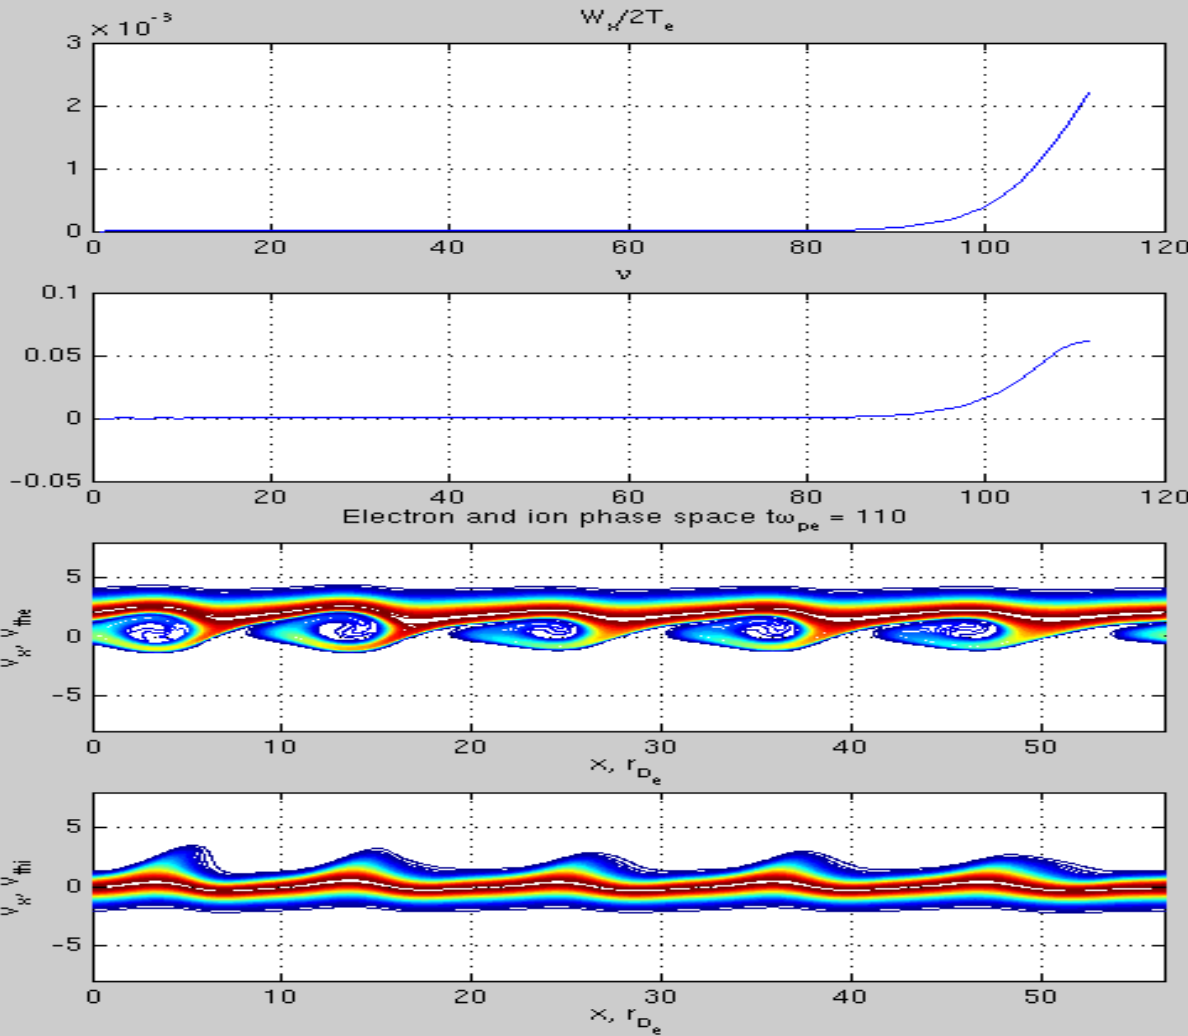 × 10⁻³
W_x/2T_e
3
2
1
0
0 20 40 60 80 100 120
ν
0.1
0.05
0
−0.05
0 20 40 60 80 100 120
Electron and ion phase space tω_pe = 110
v_x, v_the
5
0
−5
0 10 20 30 40 50
x, r_D_e
v_x, v_thi
5
0
−5
0 10 20 30 40 50
x, r_D_e